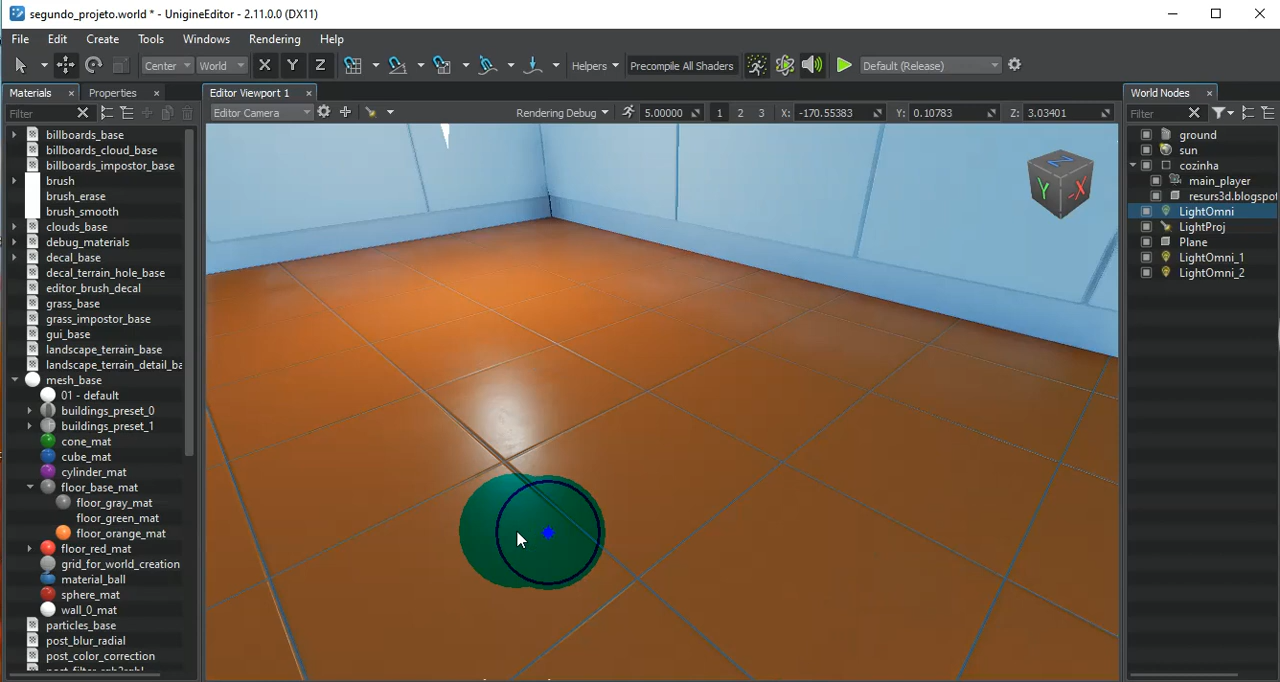 segundo_projeto.world * - UnigineEditor - 2.11.0.0 (DX11)
File Edit Create Tools Windows Rendering Help
Center World X Y Z Helpers Precompile All Shaders Default (Release)
Materials Properties Editor Viewport 1 World Nodes
Filter Editor Camera Rendering Debug 5.00000 1 2 3 X: -170.55383 Y: 0.10783 Z: 3.03401 Filter
billboards_base
billboards_cloud_base
billboards_impostor_base
brush
brush_erase
brush_smooth
clouds_base
debug_materials
decal_base
decal_terrain_hole_base
editor_brush_decal
grass_base
grass_impostor_base
gui_base
landscape_terrain_base
landscape_terrain_detail_ba
mesh_base
01 - default
buildings_preset_0
buildings_preset_1
cone_mat
cube_mat
cylinder_mat
floor_base_mat
floor_gray_mat
floor_green_mat
floor_orange_mat
floor_red_mat
grid_for_world_creation
material_ball
sphere_mat
wall_0_mat
particles_base
post_blur_radial
post_color_correction
Z
Y -X
ground
sun
cozinha
main_player
resurs3d.blogspot
LightOmni
LightProj
Plane
LightOmni_1
LightOmni_2